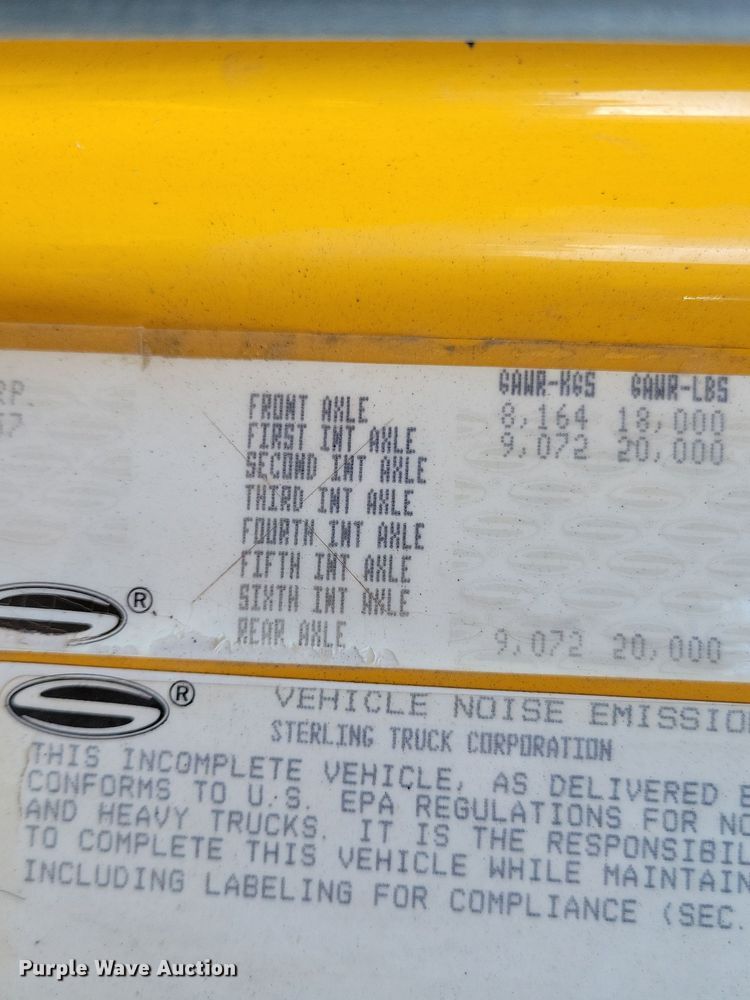 GAWR-KGS GAWR-LBS
RP.
57
FRONT AXLE 8,164 18,000
FIRST INT AXLE 9,072 20,000
SECOND INT AXLE
THIRD INT AXLE
FOURTH INT AXLE
FIFTH INT AXLE
SIXTH INT AXLE
REAR AXLE 9,072 20,000
®
®
VEHICLE NOISE EMISSIO
STERLING TRUCK CORPORATION
THIS INCOMPLETE VEHICLE, AS DELIVERED B
CONFORMS TO U.S. EPA REGULATIONS FOR NO
AND HEAVY TRUCKS. IT IS THE RESPONSIBIL
TO COMPLETE THIS VEHICLE WHILE MAINTAIN
INCLUDING LABELING FOR COMPLIANCE (SEC.
Purple Wave Auction